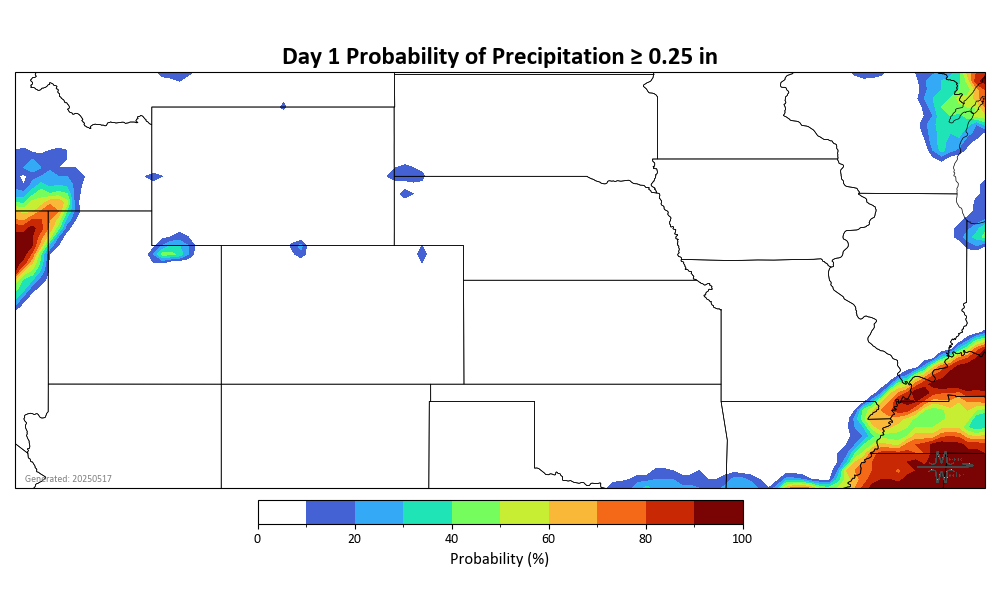 Day 1 Probability of Precipitation ≥ 0.25 in
Generated: 20250517
0 20 40 60 80 100
Probability (%)